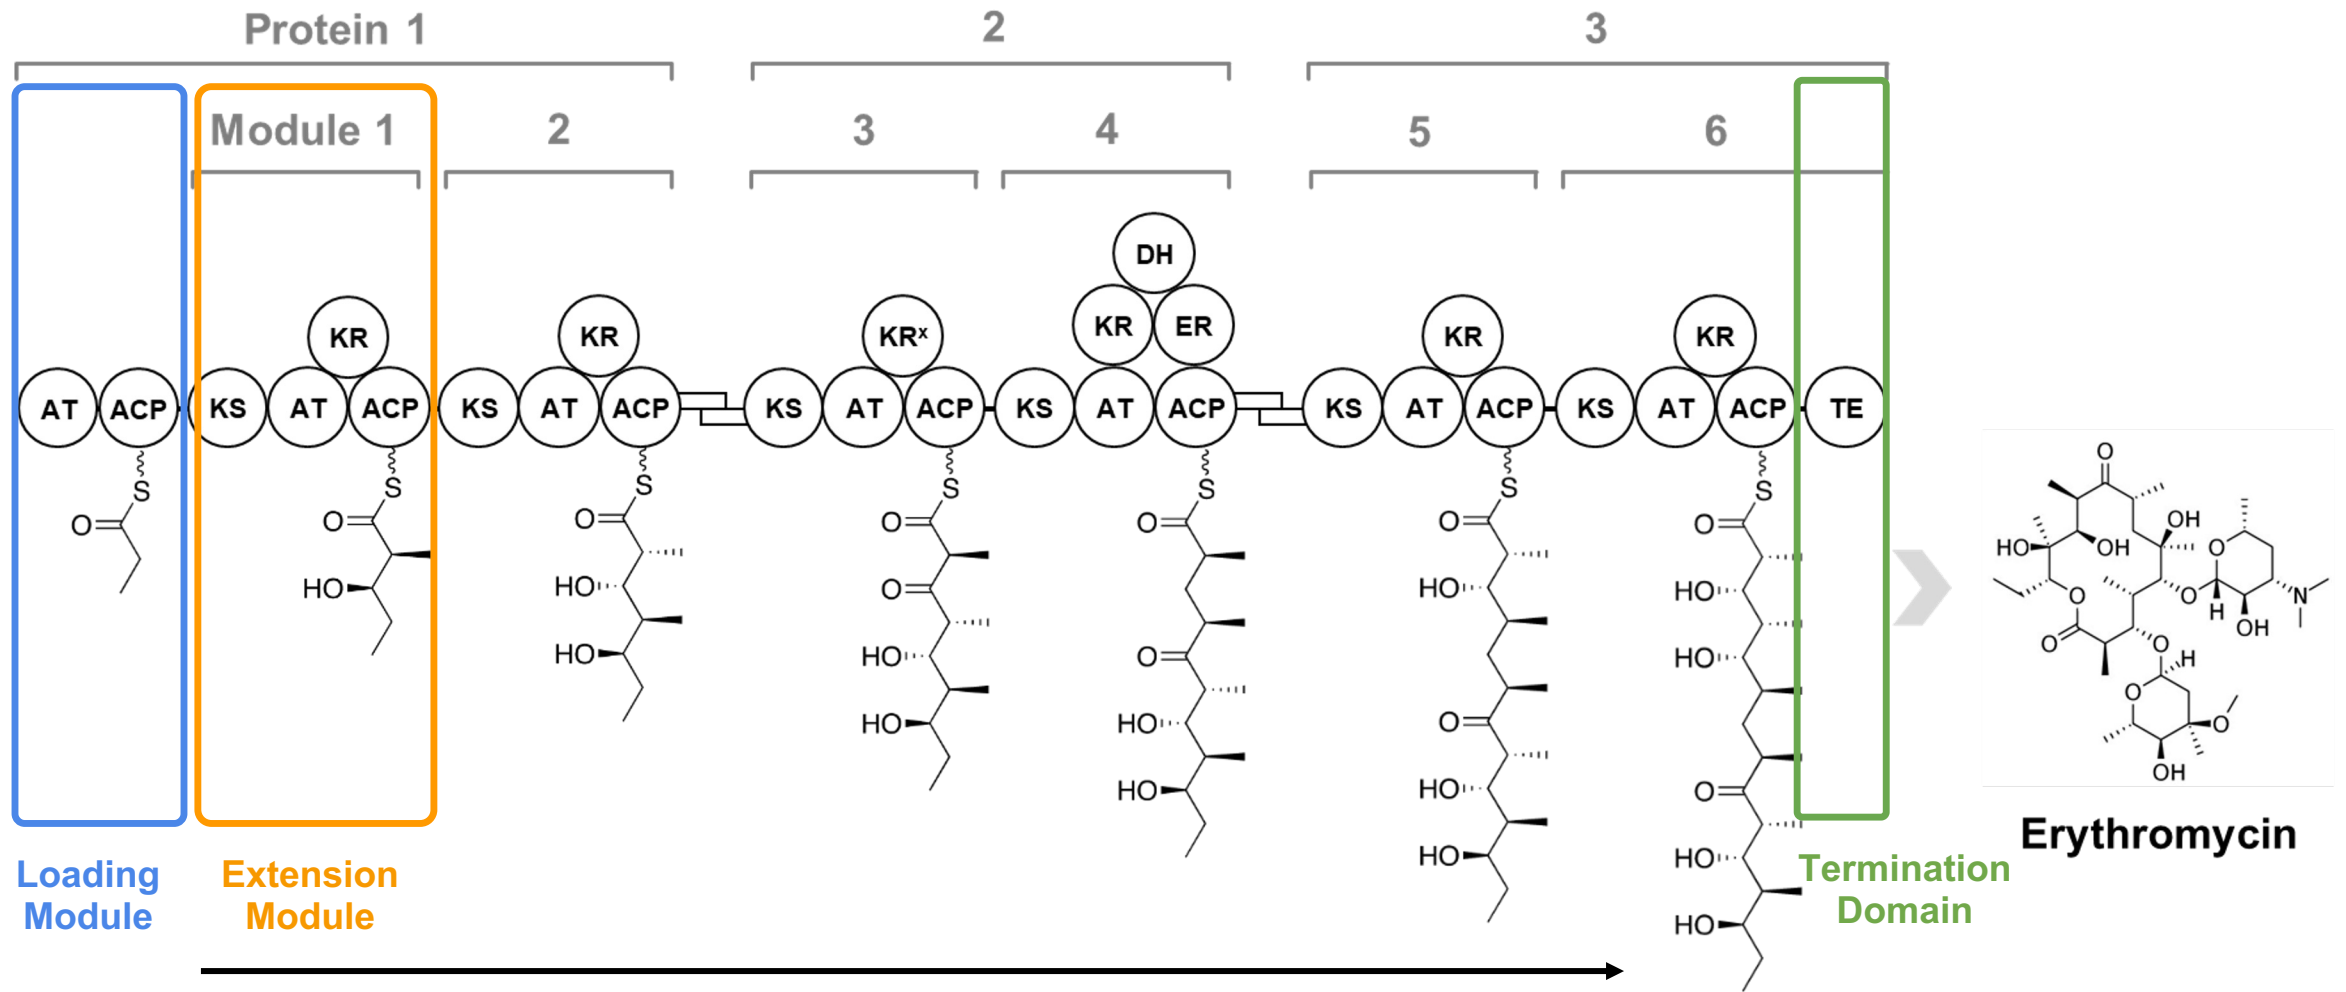 Protein 1 2 3
Module 1 2 3 4 5 6
DH
KR ER
KR KR KRˣ KR KR
AT ACP KS AT ACP KS AT ACP KS AT ACP KS AT ACP KS AT ACP KS AT ACP TE
S S S S S S S
O O O O O O O
HO HO O HO HO
HO HO O HO
HO O O
HO HO O
HO HO
HO
O
OH
HO OH O
O O H OH N
O O
H
O O
OH
Erythromycin
Loading
Module
Extension
Module
Termination
Domain